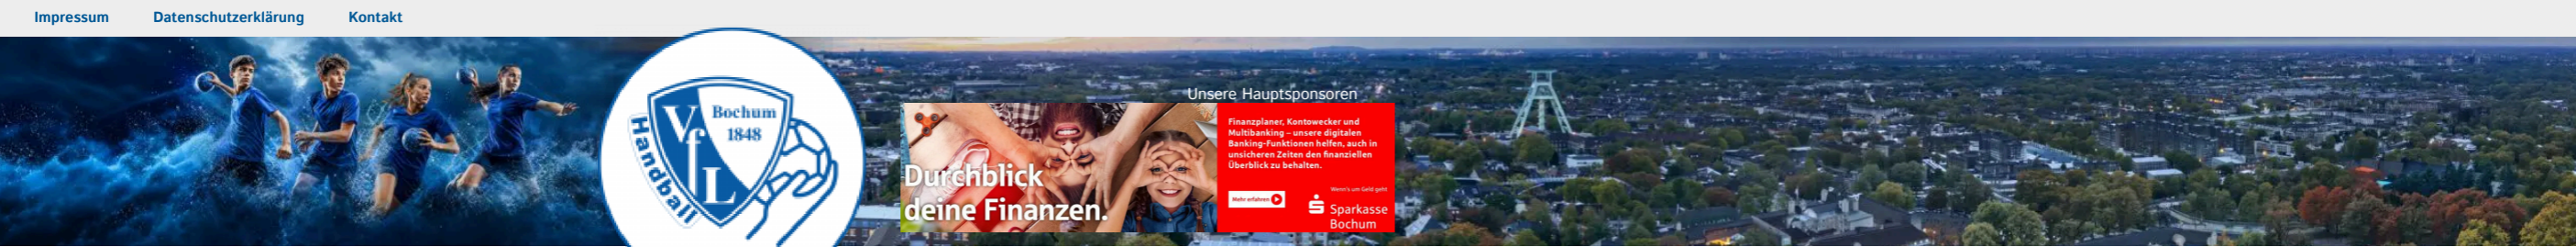 Impressum Datenschutzerklärung Kontakt
VfL
Bochum
1848
Handball
Unsere Hauptsponsoren
Durchblick
deine Finanzen.
Finanzplaner, Kontowecker und
Multibanking – unsere digitalen
Banking-Funktionen helfen, auch in
unsicheren Zeiten den finanziellen
Überblick zu behalten.
Wenn's um Geld geht
Mehr erfahren
Sparkasse
Bochum